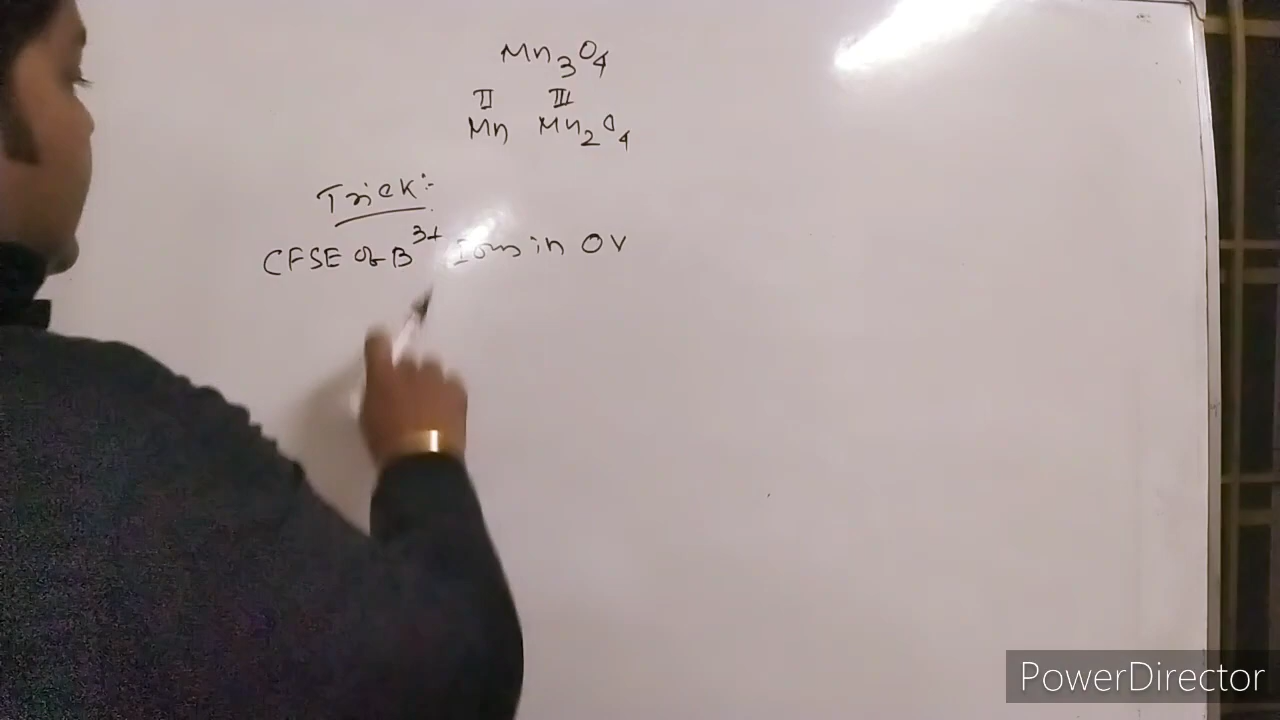 Mn3O4
II III
Mn Mn2O4
Trick:-
CFSE of B3+ Ions in OV
PowerDirector